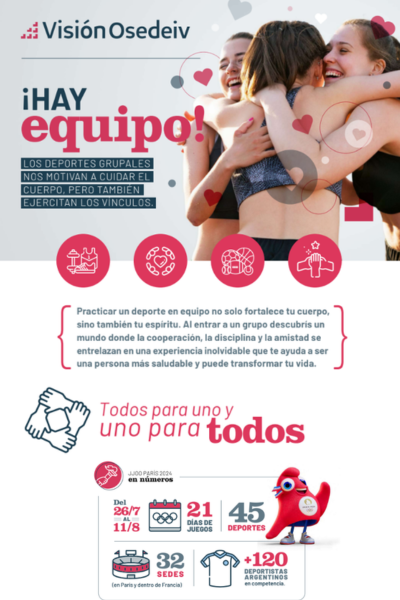 Visión Osedeiv
¡HAY
equipo!
LOS DEPORTES GRUPALES
NOS MOTIVAN A CUIDAR EL
CUERPO, PERO TAMBIÉN
EJERCITAN LOS VÍNCULOS.
Practicar un deporte en equipo no solo fortalece tu cuerpo,
sino también tu espíritu. Al entrar a un grupo descubrís un
mundo donde la cooperación, la disciplina y la amistad se
entrelazan en una experiencia inolvidable que te ayuda a ser
una persona más saludable y puede transformar tu vida.
Todos para uno y
uno para todos
JJOO PARÍS 2024
en números
Del
26/7
AL
11/8
21
DÍAS DE
JUEGOS
45
DEPORTES
32
SEDES
(en París y dentro de Francia)
+120
DEPORTISTAS
ARGENTINOS
en competencia.